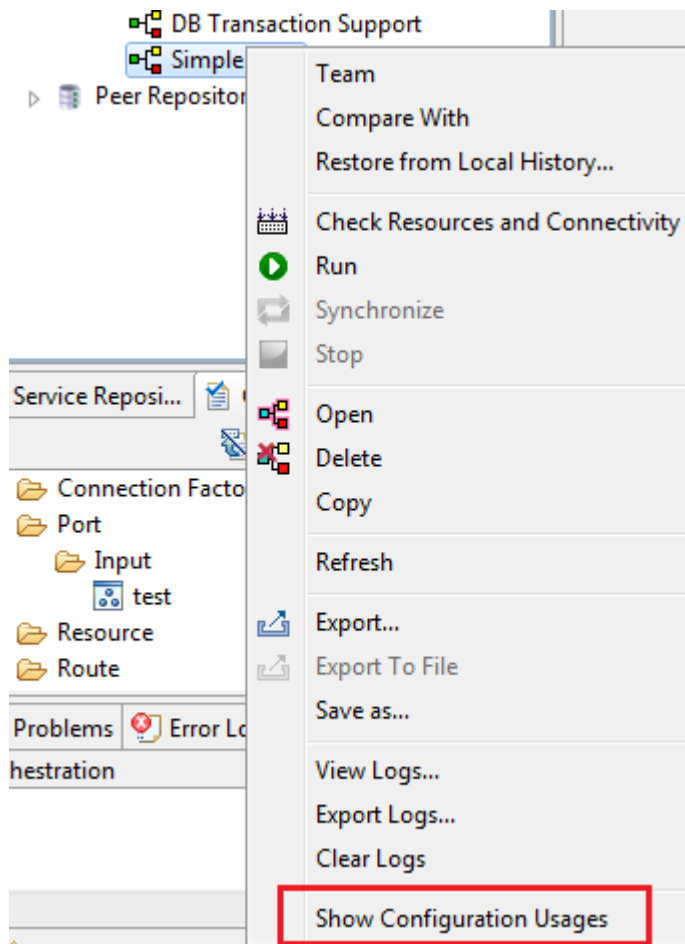 DB Transaction Support
Simple
Peer Repositor
Team
Compare With
Restore from Local History...
Check Resources and Connectivity
Run
Synchronize
Stop
Open
Delete
Copy
Refresh
Export...
Export To File
Save as...
View Logs...
Export Logs...
Clear Logs
Show Configuration Usages
Service Reposi...
Connection Facto
Port
Input
test
Resource
Route
Problems Error Lo
hestration